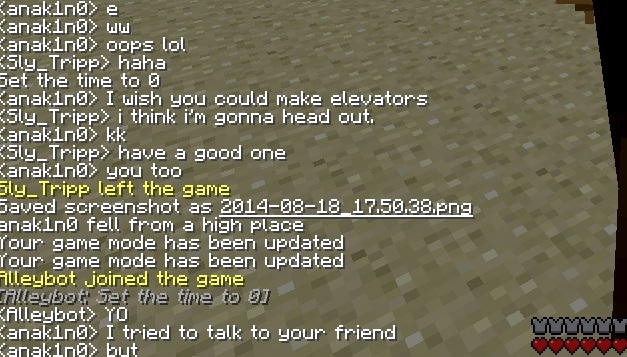 <anak1n0> e
<anak1n0> ww
<anak1n0> oops lol
<Sly_Tripp> haha
Set the time to 0
<anak1n0> I wish you could make elevators
<Sly_Tripp> i think i'm gonna head out.
<anak1n0> kk
<Sly_Tripp> have a good one
<anak1n0> you too
Sly_Tripp left the game
Saved screenshot as 2014-08-18_17.50.38.png
anak1n0 fell from a high place
Your game mode has been updated
Your game mode has been updated
Alleybot joined the game
[Alleybot: Set the time to 0]
<Alleybot> YO
<anak1n0> I tried to talk to your friend
<anak1n0> but